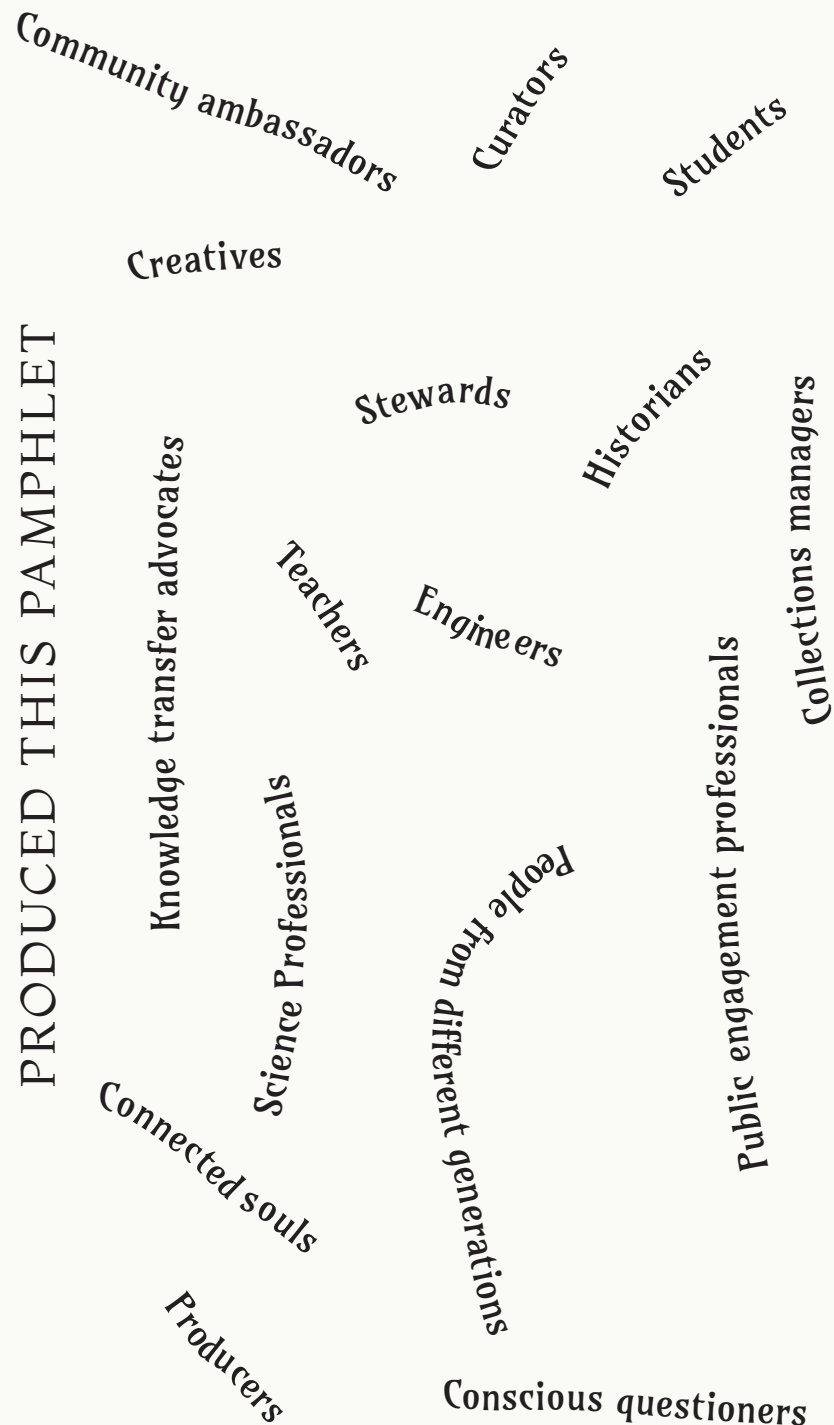 Community ambassadors
Curators
Students
Creatives
PRODUCED THIS PAMPHLET
Stewards
Historians
Collections managers
Knowledge transfer advocates
Teachers
Engineers
Public engagement professionals
Science Professionals
People from different generations
Connected souls
Producers
Conscious questioners